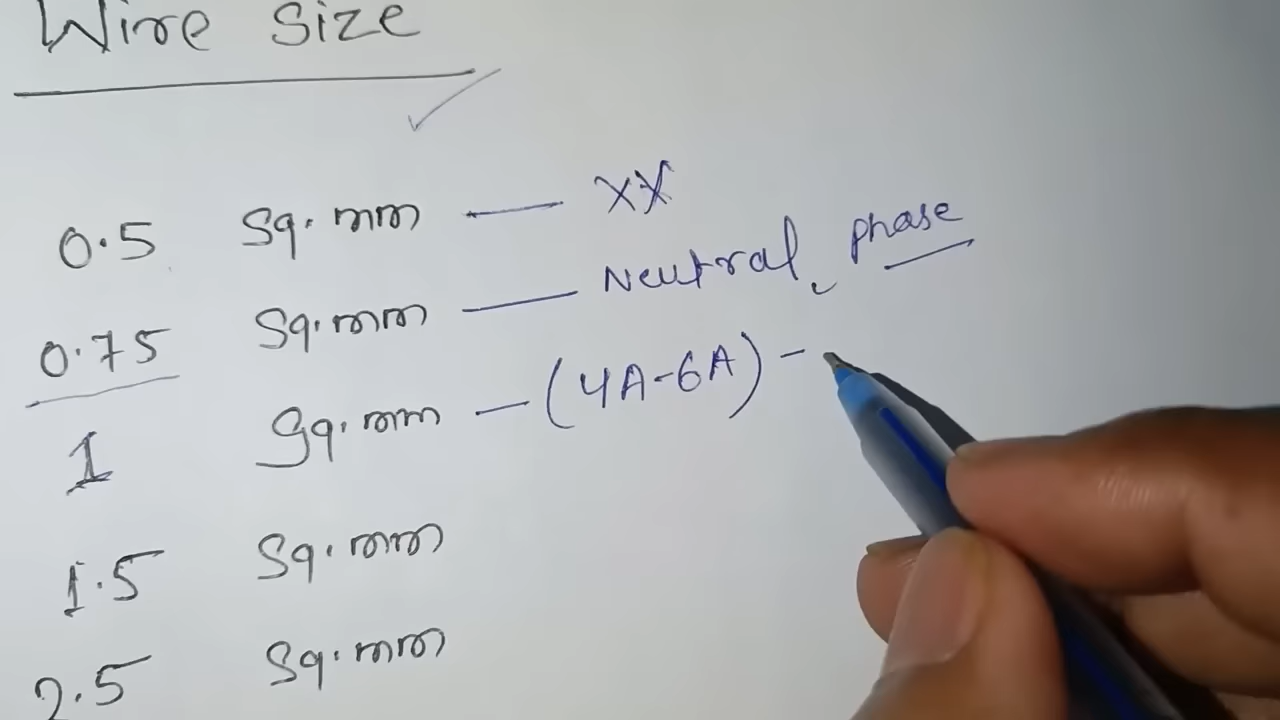 Wire Size
0.5 Sq.mm — XX
0.75 Sq.mm — Neutral, phase
1 Sq.mm — (4A-6A) -
1.5 Sq.mm
2.5 Sq.mm